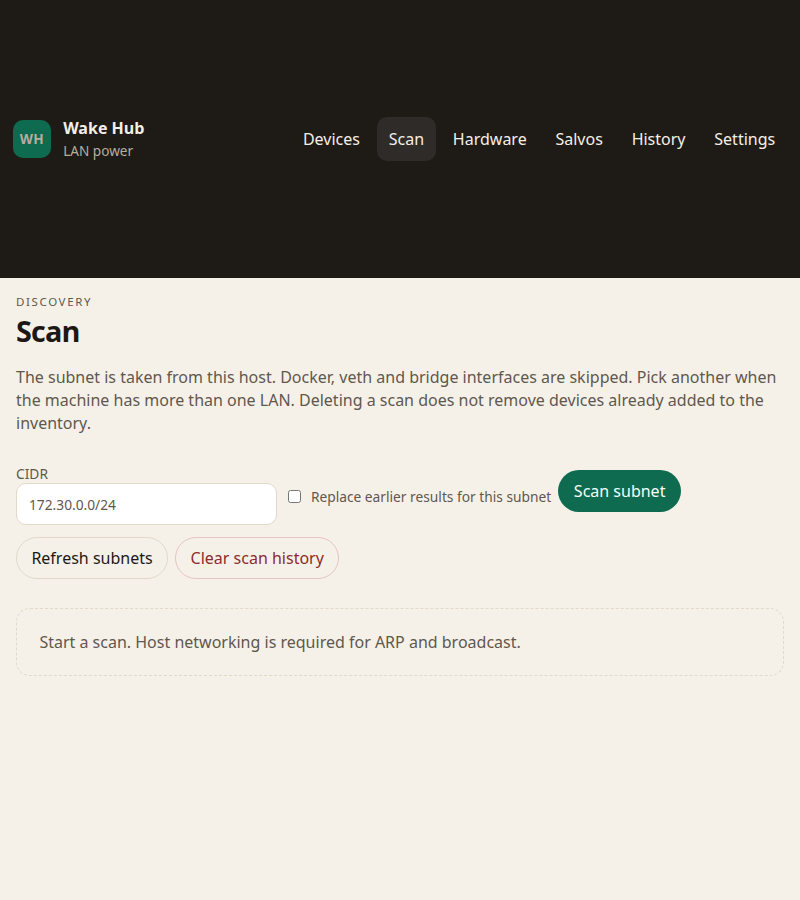 WH
Wake Hub
LAN power
Devices Scan Hardware Salvos History Settings
DISCOVERY
Scan
The subnet is taken from this host. Docker, veth and bridge interfaces are skipped. Pick another when
the machine has more than one LAN. Deleting a scan does not remove devices already added to the
inventory.
CIDR
172.30.0.0/24
Replace earlier results for this subnet
Scan subnet
Refresh subnets
Clear scan history
Start a scan. Host networking is required for ARP and broadcast.